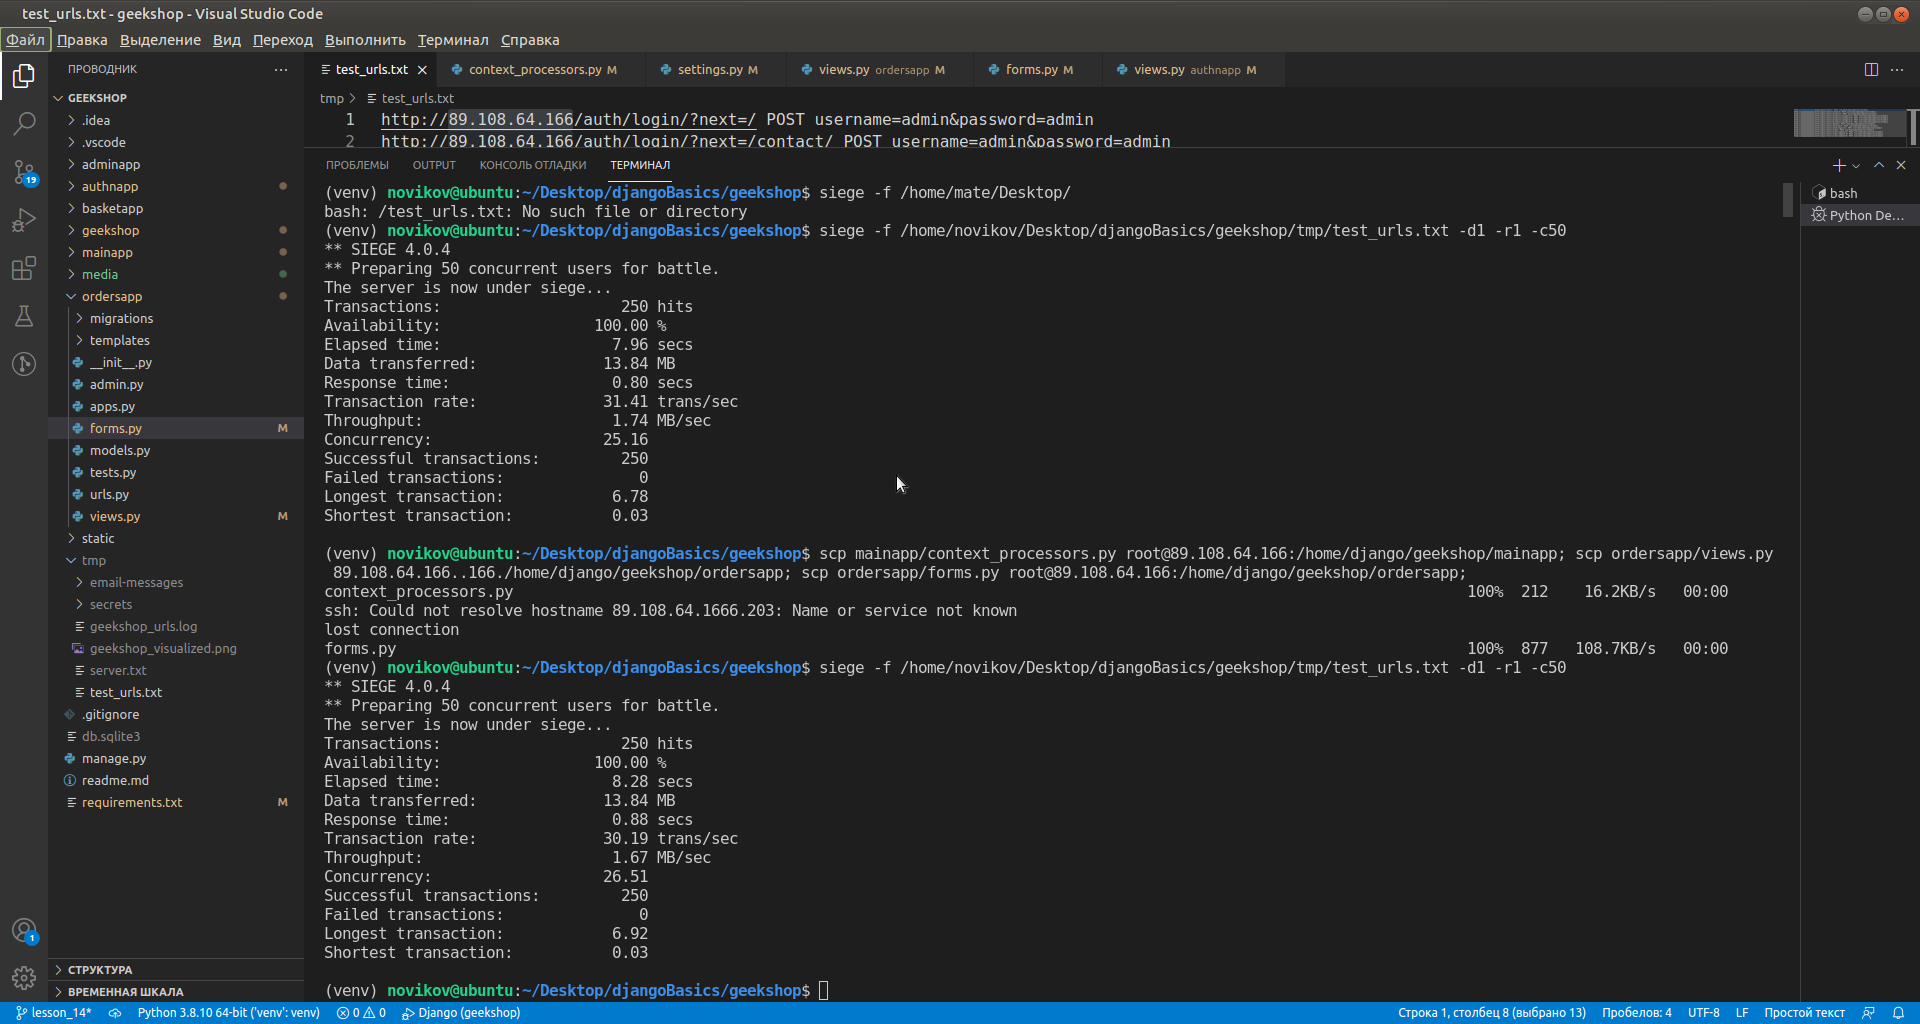 test_urls.txt - geekshop - Visual Studio Code
Файл Правка Выделение Вид Переход Выполнить Терминал Справка
ПРОВОДНИК
GEEKSHOP
.idea
.vscode
adminapp
authnapp
basketapp
geekshop
mainapp
media
ordersapp
migrations
templates
__init__.py
admin.py
apps.py
forms.py M
models.py
tests.py
urls.py
views.py M
static
tmp
email-messages
secrets
geekshop_urls.log
geekshop_visualized.png
server.txt
test_urls.txt
.gitignore
db.sqlite3
manage.py
readme.md
requirements.txt M
СТРУКТУРА
ВРЕМЕННАЯ ШКАЛА
19
1
test_urls.txt context_processors.py M settings.py M views.py ordersapp M forms.py M views.py authnapp M
tmp > test_urls.txt
1 http://89.108.64.166/auth/login/?next=/ POST username=admin&password=admin
2 http://89.108.64.166/auth/login/?next=/contact/ POST username=admin&password=admin
ПРОБЛЕМЫ OUTPUT КОНСОЛЬ ОТЛАДКИ ТЕРМИНАЛ
bash
Python De...
(venv) novikov@ubuntu:~/Desktop/djangoBasics/geekshop$ siege -f /home/mate/Desktop/
bash: /test_urls.txt: No such file or directory
(venv) novikov@ubuntu:~/Desktop/djangoBasics/geekshop$ siege -f /home/novikov/Desktop/djangoBasics/geekshop/tmp/test_urls.txt -d1 -r1 -c50
** SIEGE 4.0.4
** Preparing 50 concurrent users for battle.
The server is now under siege...
Transactions: 250 hits
Availability: 100.00 %
Elapsed time: 7.96 secs
Data transferred: 13.84 MB
Response time: 0.80 secs
Transaction rate: 31.41 trans/sec
Throughput: 1.74 MB/sec
Concurrency: 25.16
Successful transactions: 250
Failed transactions: 0
Longest transaction: 6.78
Shortest transaction: 0.03
(venv) novikov@ubuntu:~/Desktop/djangoBasics/geekshop$ scp mainapp/context_processors.py root@89.108.64.166:/home/django/geekshop/mainapp; scp ordersapp/views.py
89.108.64.166..166./home/django/geekshop/ordersapp; scp ordersapp/forms.py root@89.108.64.166:/home/django/geekshop/ordersapp;
context_processors.py 100% 212 16.2KB/s 00:00
ssh: Could not resolve hostname 89.108.64.1666.203: Name or service not known
lost connection
forms.py 100% 877 108.7KB/s 00:00
(venv) novikov@ubuntu:~/Desktop/djangoBasics/geekshop$ siege -f /home/novikov/Desktop/djangoBasics/geekshop/tmp/test_urls.txt -d1 -r1 -c50
** SIEGE 4.0.4
** Preparing 50 concurrent users for battle.
The server is now under siege...
Transactions: 250 hits
Availability: 100.00 %
Elapsed time: 8.28 secs
Data transferred: 13.84 MB
Response time: 0.88 secs
Transaction rate: 30.19 trans/sec
Throughput: 1.67 MB/sec
Concurrency: 26.51
Successful transactions: 250
Failed transactions: 0
Longest transaction: 6.92
Shortest transaction: 0.03
(venv) novikov@ubuntu:~/Desktop/djangoBasics/geekshop$
lesson_14* Python 3.8.10 64-bit ('venv': venv) 0 0 Django (geekshop) Строка 1, столбец 8 (выбрано 13) Пробелов: 4 UTF-8 LF Простой текст